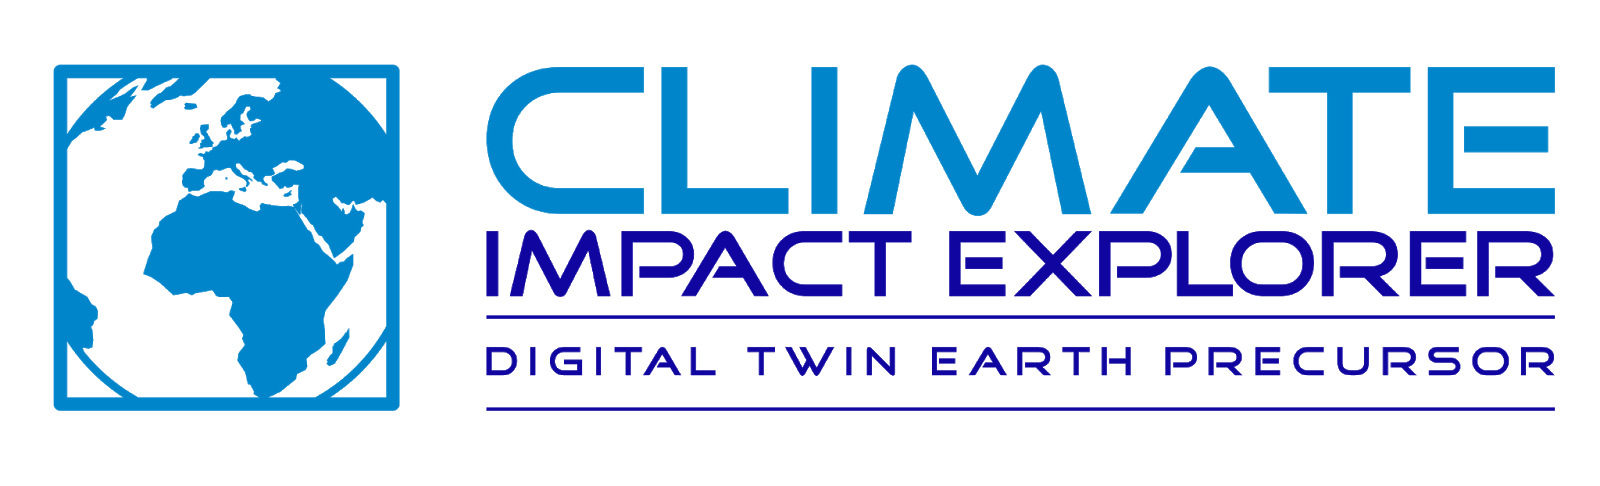 CLIMATE
IMPACT EXPLORER
DIGITAL TWIN EARTH PRECURSOR